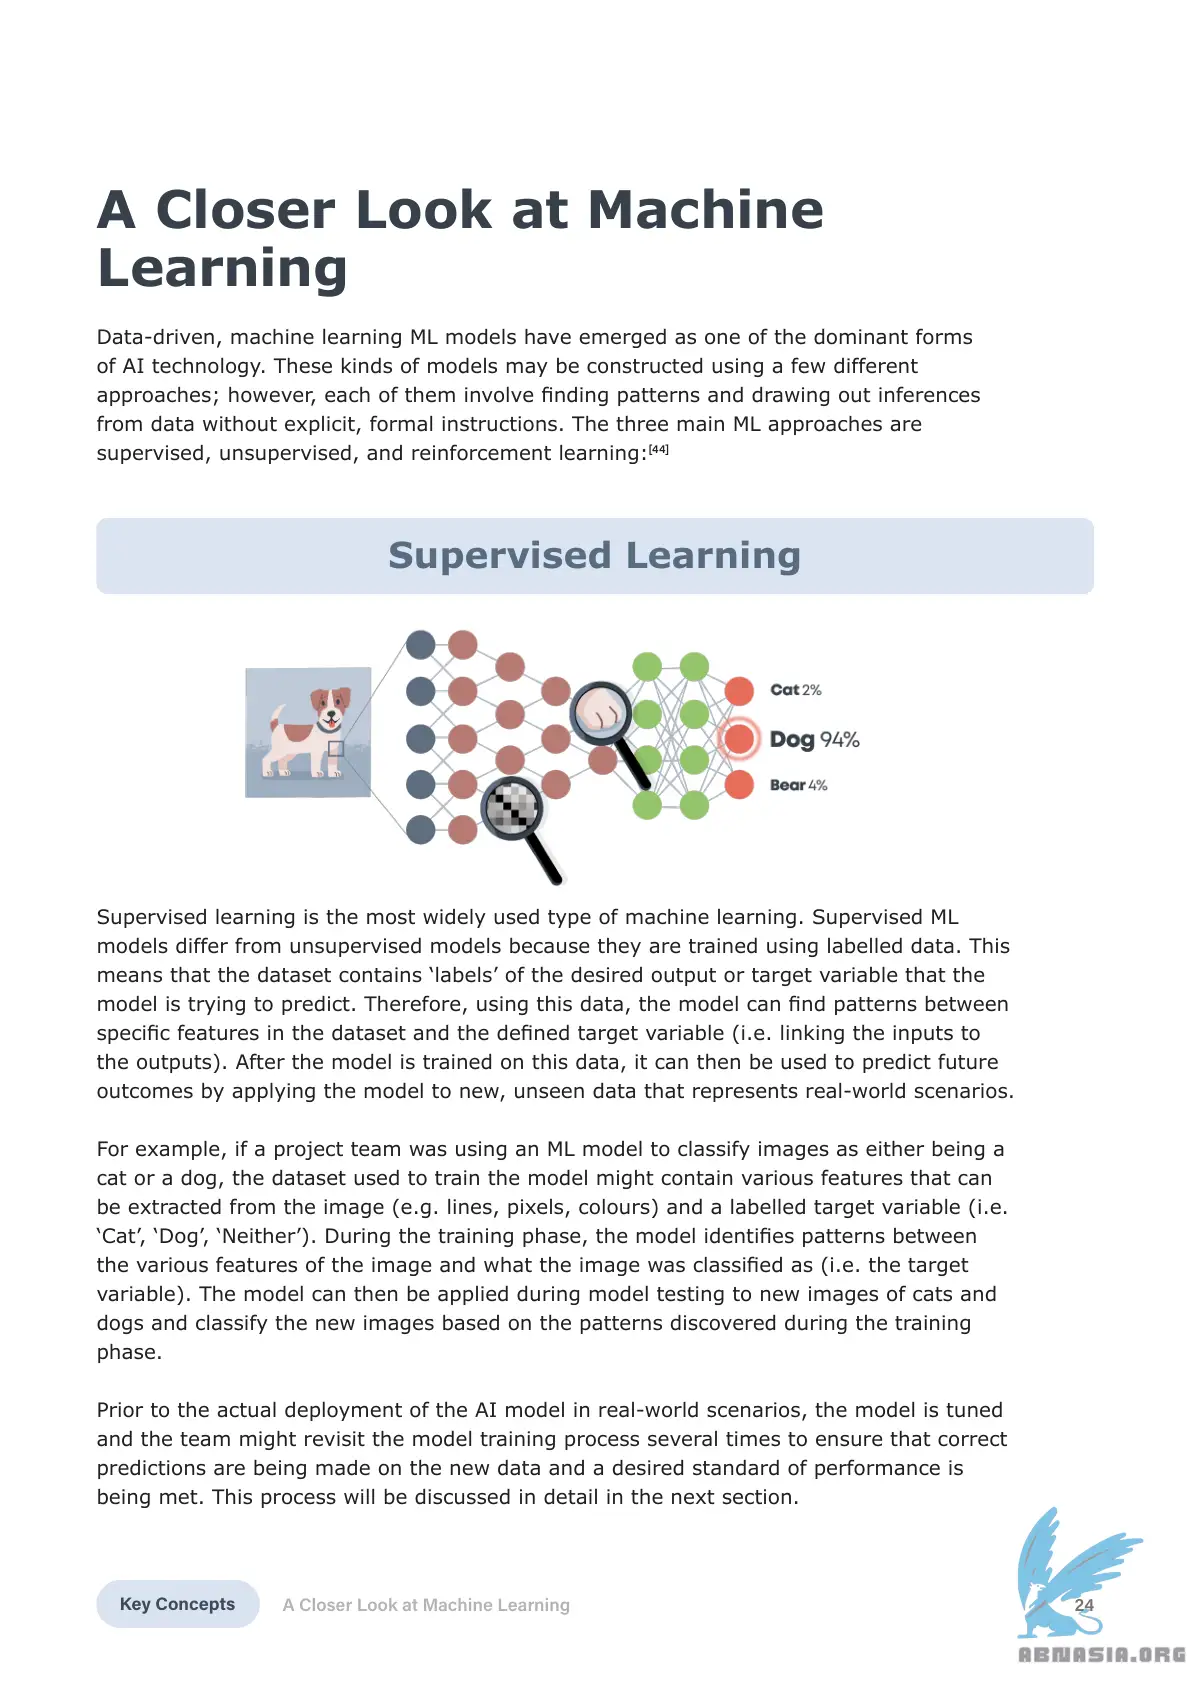 A Closer Look at Machine
Learning
Data-driven, machine learning ML models have emerged as one of the dominant forms
of AI technology. These kinds of models may be constructed using a few different
approaches; however, each of them involve finding patterns and drawing out inferences
from data without explicit, formal instructions. The three main ML approaches are
supervised, unsupervised, and reinforcement learning:[44]
Supervised Learning
Cat 2%
Dog 94%
Bear 4%
Supervised learning is the most widely used type of machine learning. Supervised ML
models differ from unsupervised models because they are trained using labelled data. This
means that the dataset contains ‘labels’ of the desired output or target variable that the
model is trying to predict. Therefore, using this data, the model can find patterns between
specific features in the dataset and the defined target variable (i.e. linking the inputs to
the outputs). After the model is trained on this data, it can then be used to predict future
outcomes by applying the model to new, unseen data that represents real-world scenarios.
For example, if a project team was using an ML model to classify images as either being a
cat or a dog, the dataset used to train the model might contain various features that can
be extracted from the image (e.g. lines, pixels, colours) and a labelled target variable (i.e.
‘Cat’, ‘Dog’, ‘Neither’). During the training phase, the model identifies patterns between
the various features of the image and what the image was classified as (i.e. the target
variable). The model can then be applied during model testing to new images of cats and
dogs and classify the new images based on the patterns discovered during the training
phase.
Prior to the actual deployment of the AI model in real-world scenarios, the model is tuned
and the team might revisit the model training process several times to ensure that correct
predictions are being made on the new data and a desired standard of performance is
being met. This process will be discussed in detail in the next section.
Key Concepts
A Closer Look at Machine Learning
24
ABNASIA.ORG